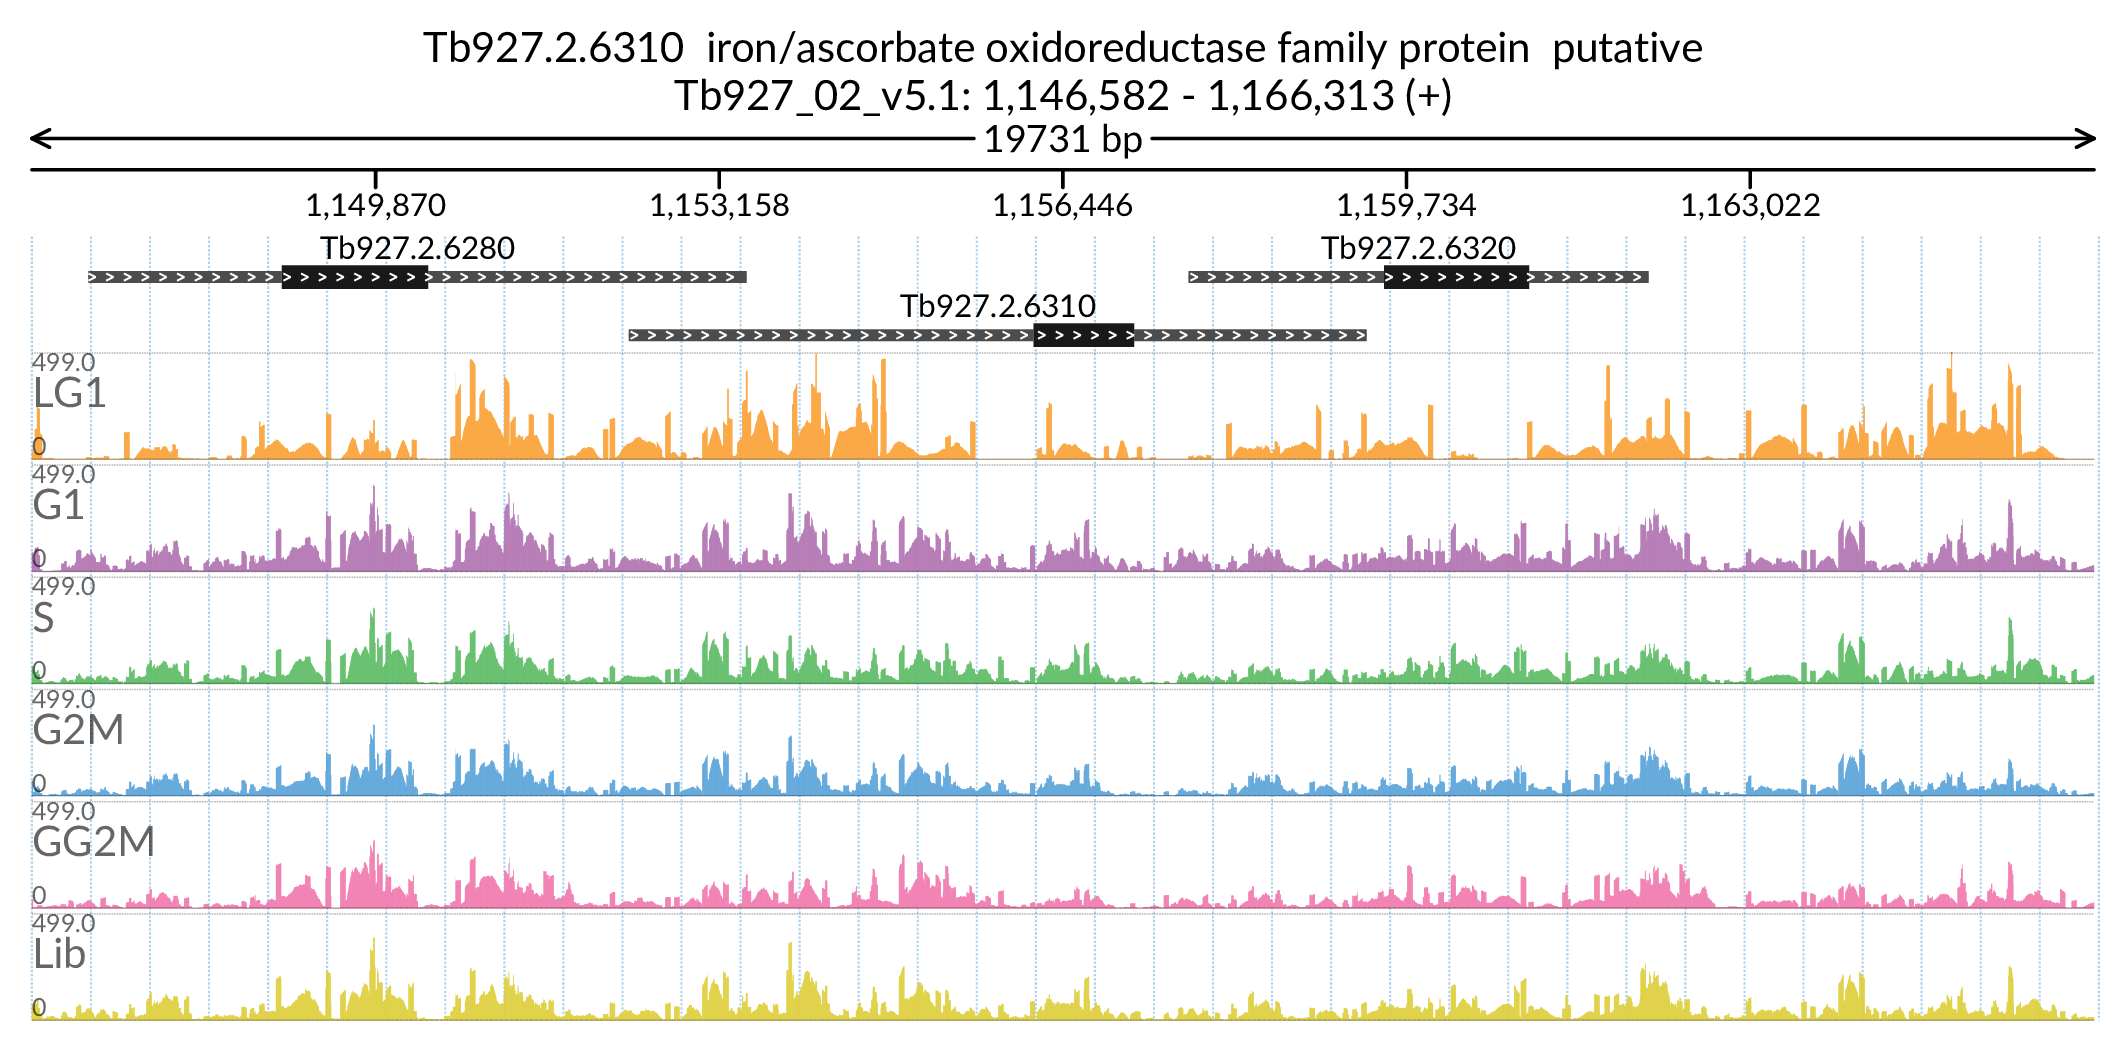 Tb927.2.6310  iron/ascorbate oxidoreductase family protein  putative
Tb927_02_v5.1: 1,146,582 - 1,166,313 (+)
19731 bp
1,149,870 1,153,158 1,156,446 1,159,734 1,163,022
Tb927.2.6280 Tb927.2.6320
Tb927.2.6310
499.0
LG1
0
499.0
G1
0
499.0
S
0
499.0
G2M
0
499.0
GG2M
0
499.0
Lib
0